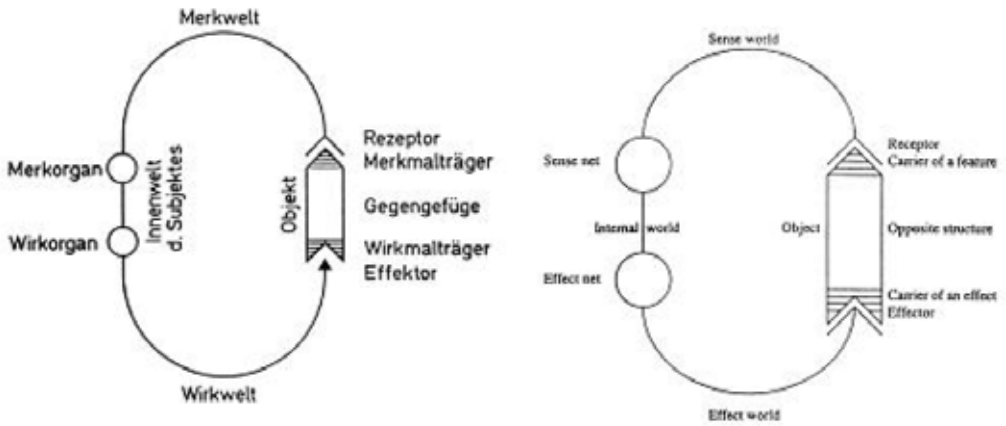 Merkwelt
Merkorgan
Wirkorgan
Innenwelt
d. Subjektes
Objekt
Rezeptor
Merkmalträger
Gegengefüge
Wirkmalträger
Effektor
Wirkwelt
Sense world
Sense net
Internal world
Effect net
Object
Receptor
Carrier of a feature
Opposite structure
Carrier of an effect
Effector
Effect world